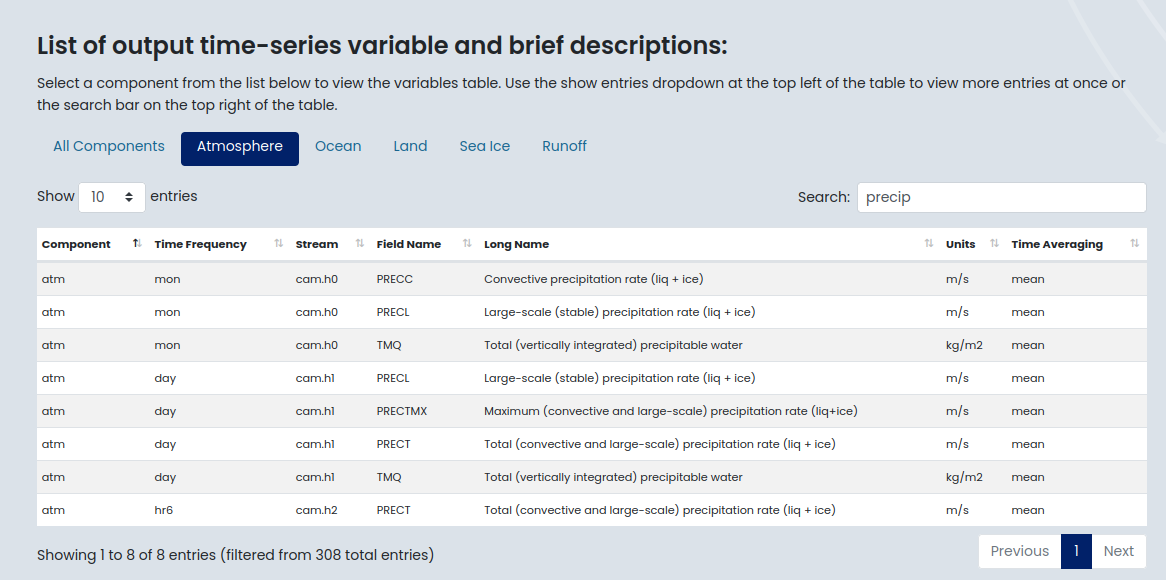 List of output time-series variable and brief descriptions:
Select a component from the list below to view the variables table. Use the show entries dropdown at the top left of the table to view more entries at once or
the search bar on the top right of the table.
All Components Atmosphere Ocean Land Sea Ice Runoff
Show 10 entries Search: precip
Component Time Frequency Stream Field Name Long Name Units Time Averaging
atm mon cam.h0 PRECC Convective precipitation rate (liq + ice) m/s mean
atm mon cam.h0 PRECL Large-scale (stable) precipitation rate (liq + ice) m/s mean
atm mon cam.h0 TMQ Total (vertically integrated) precipitable water kg/m2 mean
atm day cam.h1 PRECL Large-scale (stable) precipitation rate (liq + ice) m/s mean
atm day cam.h1 PRECTMX Maximum (convective and large-scale) precipitation rate (liq+ice) m/s mean
atm day cam.h1 PRECT Total (convective and large-scale) precipitation rate (liq + ice) m/s mean
atm day cam.h1 TMQ Total (vertically integrated) precipitable water kg/m2 mean
atm hr6 cam.h2 PRECT Total (convective and large-scale) precipitation rate (liq + ice) m/s mean
Showing 1 to 8 of 8 entries (filtered from 308 total entries) Previous 1 Next